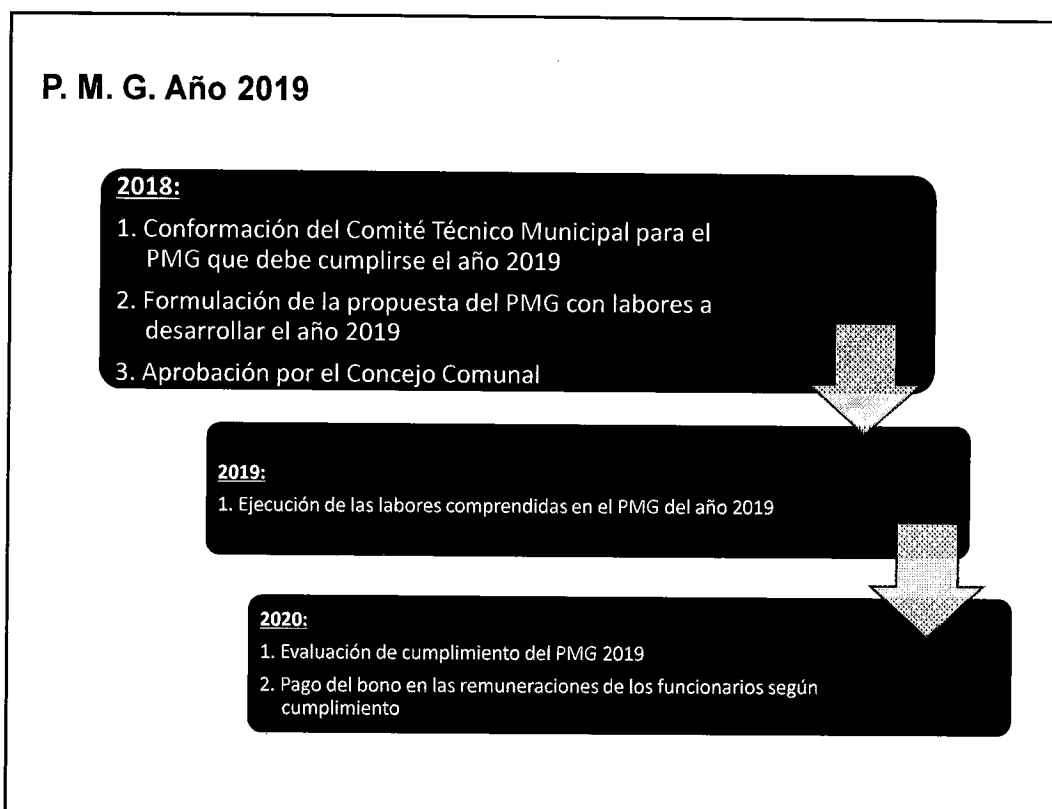 P. M. G. Año 2019
2018:
1. Conformación del Comité Técnico Municipal para el
PMG que debe cumplirse el año 2019
2. Formulación de la propuesta del PMG con labores a
desarrollar el año 2019
3. Aprobación por el Concejo Comunal
2019:
1. Ejecución de las labores comprendidas en el PMG del año 2019
2020:
1. Evaluación de cumplimiento del PMG 2019
2. Pago del bono en las remuneraciones de los funcionarios según
cumplimiento